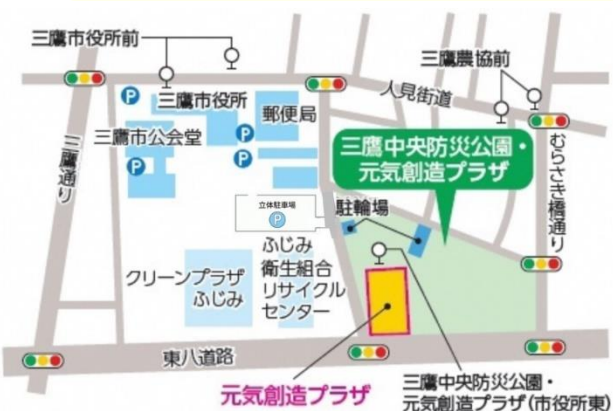 三鷹市役所前
三鷹農協前
人見街道
P
三鷹市役所
郵便局
三鷹市公会堂
P
P
P
三鷹通り
三鷹中央防災公園・
元気創造プラザ
むらさき橋通り
立体駐車場
P
駐輪場
ふじみ
衛生組合
リサイクル
センター
クリーンプラザ
ふじみ
東八道路
元気創造プラザ
三鷹中央防災公園・
元気創造プラザ(市役所東)